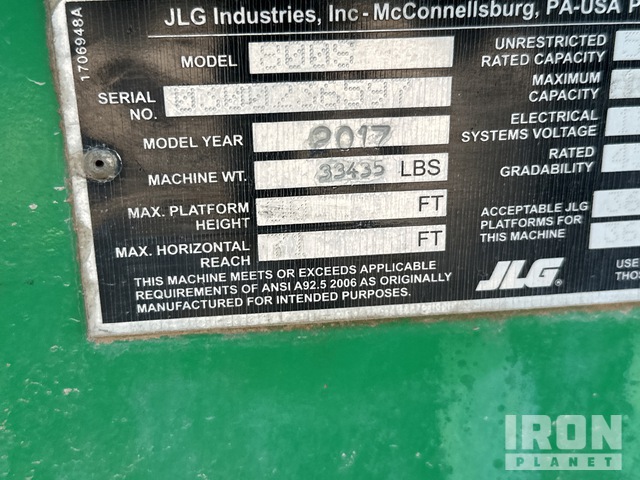 JLG Industries, Inc - McConnellsburg, PA-USA P
1706948A
MODEL 800S
SERIAL NO.
MODEL YEAR 2017
MACHINE WT. 33435 LBS
MAX. PLATFORM HEIGHT FT
MAX. HORIZONTAL REACH FT
THIS MACHINE MEETS OR EXCEEDS APPLICABLE
REQUIREMENTS OF ANSI A92.5 2006 AS ORIGINALLY
MANUFACTURED FOR INTENDED PURPOSES.
UNRESTRICTED
RATED CAPACITY
MAXIMUM
CAPACITY
ELECTRICAL
SYSTEMS VOLTAGE
RATED
GRADABILITY
ACCEPTABLE JLG
PLATFORMS FOR
THIS MACHINE
JLG
USE
THOS
IRON
PLANET